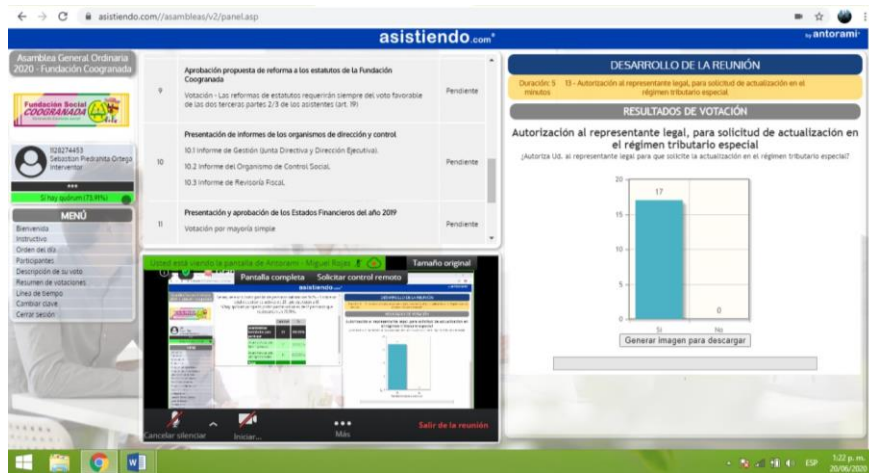 asistiendo.com//asambleas/v2/panel.asp
asistiendo.com®
by antorami®
Asamblea General Ordinaria
2020 - Fundación Coogranada
Fundación Social
COOGRANADA
1128274453
Sebastian Piedrahita Ortega
Interventor
Si hay quórum (73.91%)
MENÚ
Bienvenida
Instructivo
Orden del día
Participantes
Descripción de su voto
Resumen de votaciones
Línea de tiempo
Cambiar clave
Cerrar sesión
9
Aprobación propuesta de reforma a los estatutos de la Fundación
Coogranada
Votación - Las reformas de estatutos requerirán siempre del voto favorable
de las dos terceras partes 2/3 de los asistentes (art. 19)
Pendiente
10
Presentación de informes de los organismos de dirección y control
10.1 Informe de Gestión (Junta Directiva y Dirección Ejecutiva).
10.2 Informe del Organismo de Control Social.
10.3 Informe de Revisoría Fiscal.
Pendiente
11
Presentación y aprobación de los Estados Financieros del año 2019
Votación por mayoría simple
Pendiente
Usted está viendo la pantalla de Antorami - Miguel Rojas
Tamaño original
Pantalla completa
Solicitar control remoto
asistiendo
Cancelar silenciar
Iniciar...
Más
Salir de la reunión
DESARROLLO DE LA REUNIÓN
Duración: 5
minutos
13 - Autorización al representante legal, para solicitud de actualización en el
régimen tributario especial.
RESULTADOS DE VOTACIÓN
Autorización al representante legal, para solicitud de actualización en
el régimen tributario especial
¿Autoriza Ud. al representante legal para que solicite la actualización en el régimen tributario especial?
20
17
15
10
5
0
0
Si
No
Generar imagen para descargar
ESP
1:22 p. m.
20/06/2020